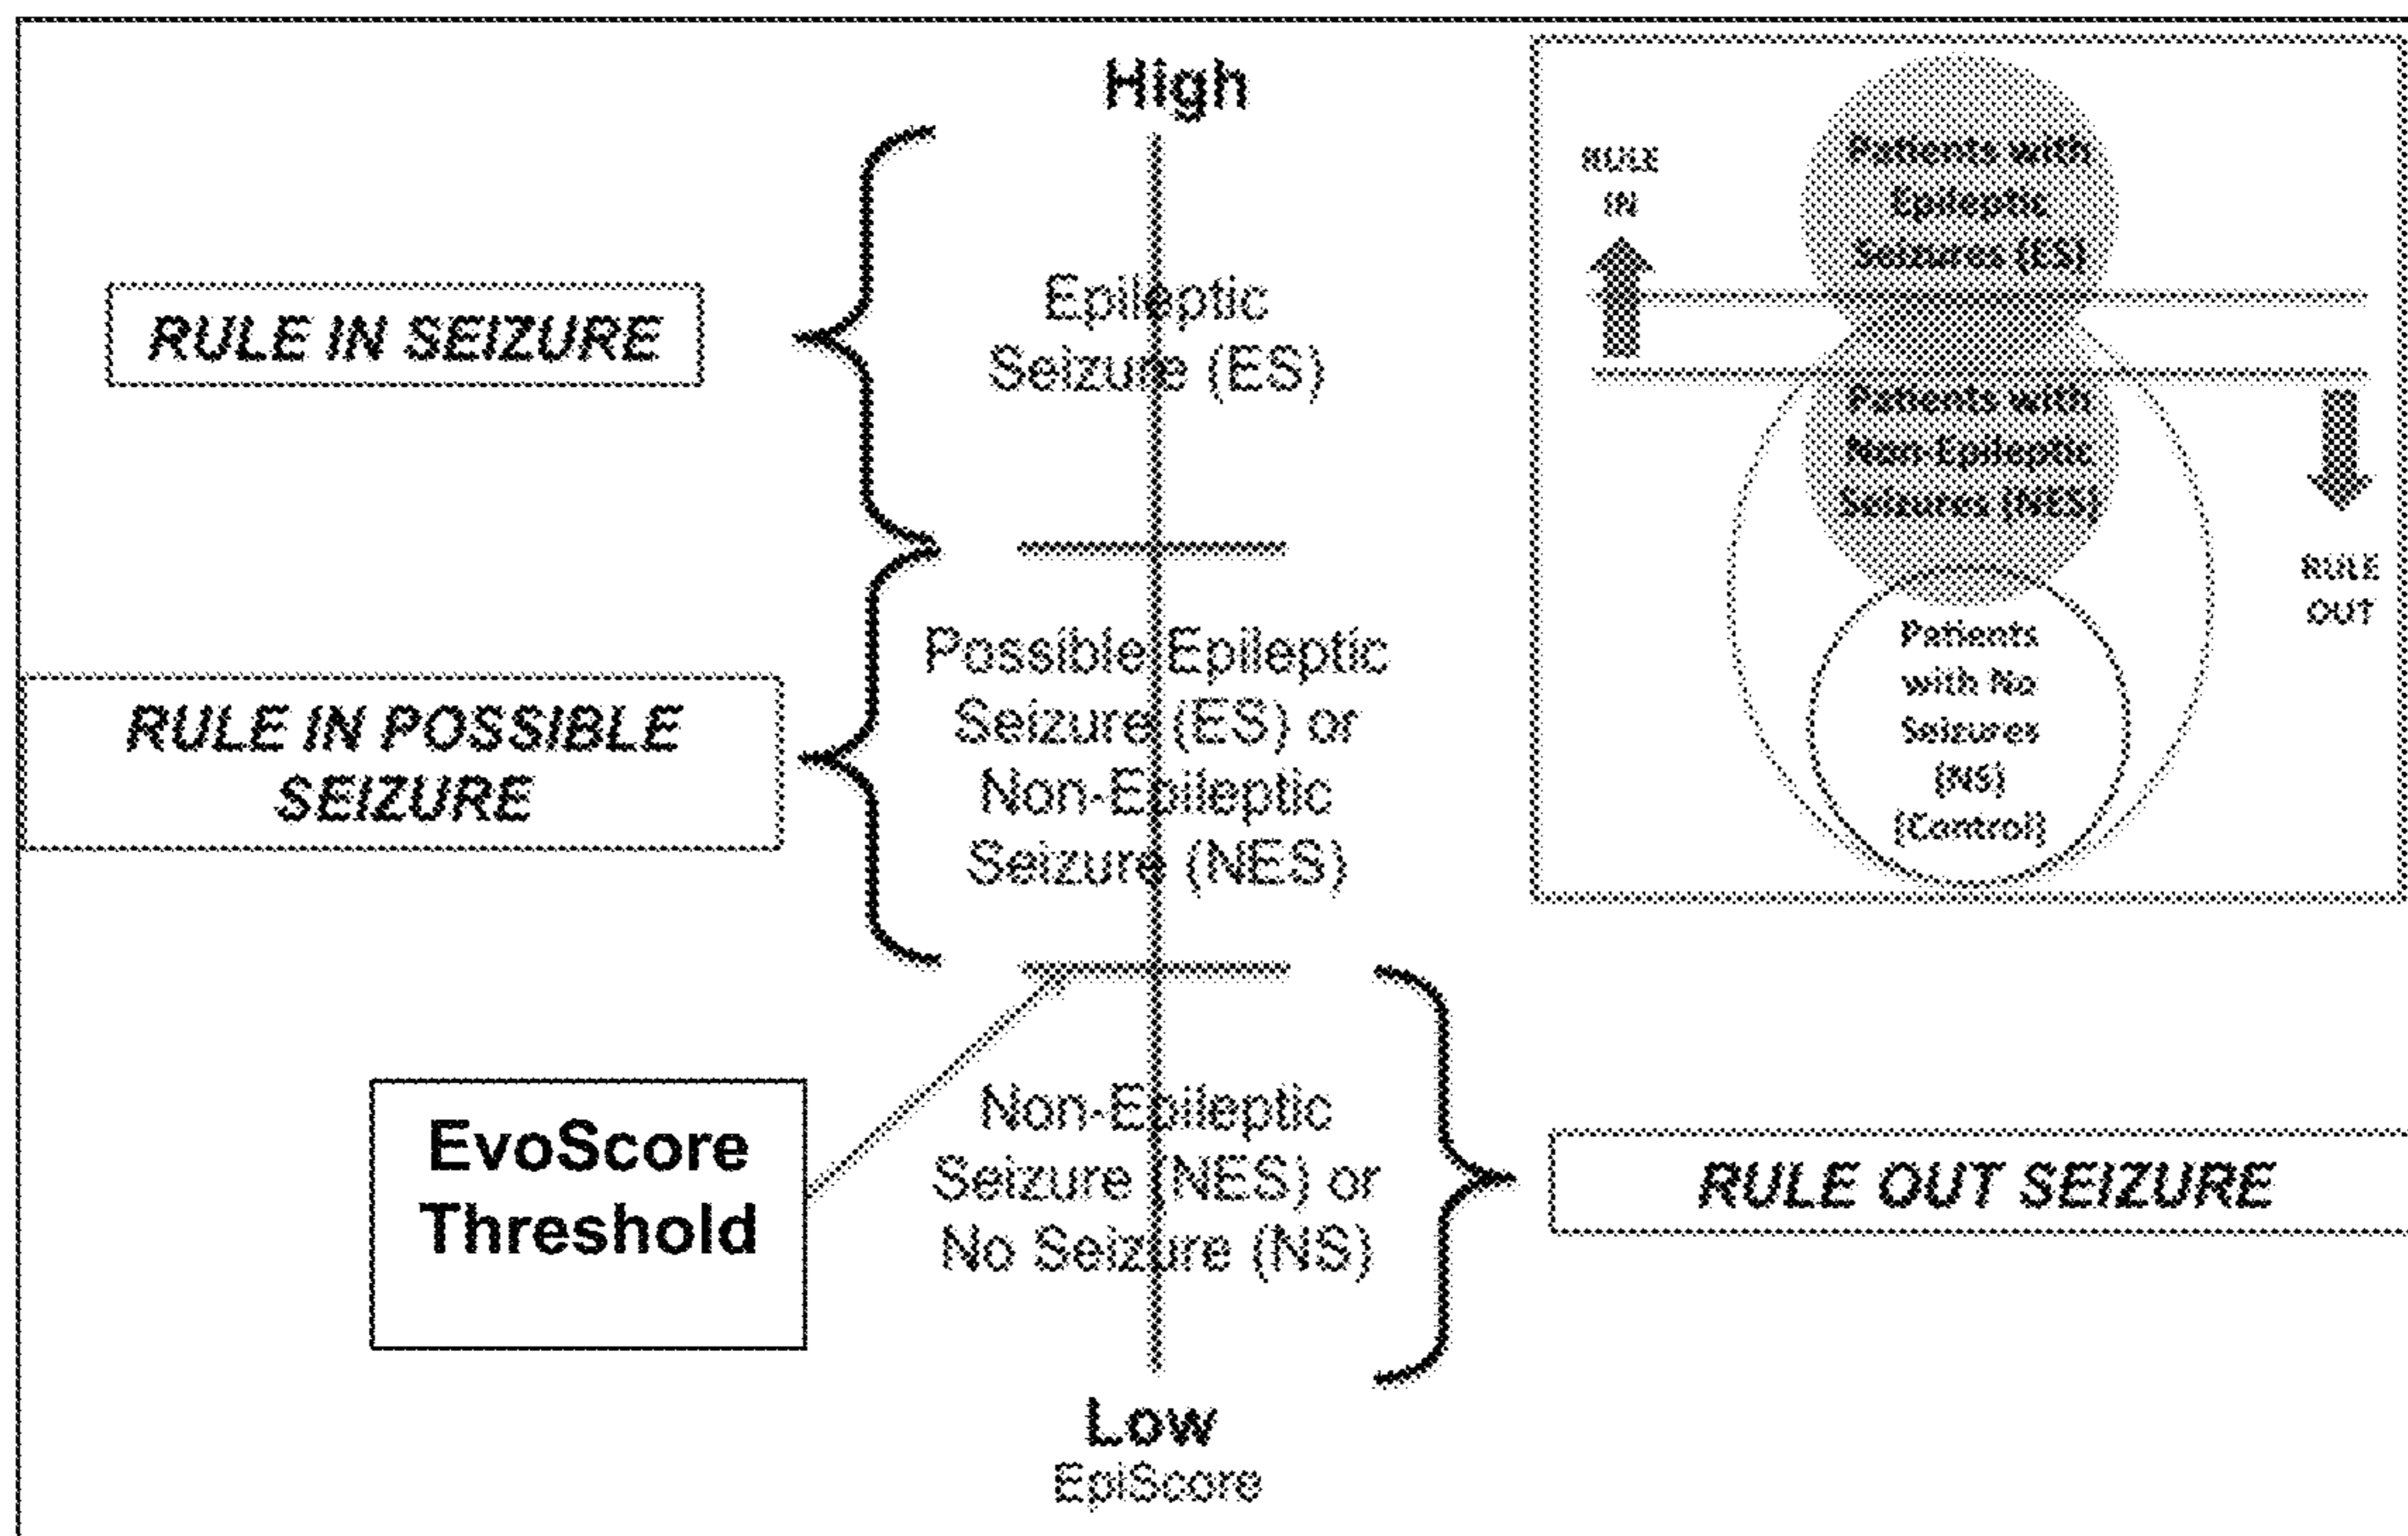 High
RULE IN SEIZURE
Epileptic
Seizure (ES)
RULE IN POSSIBLE
SEIZURE
Possible Epileptic
Seizure (ES) or
Non-Epileptic
Seizure (NES)
EvoScore
Threshold
Non-Epileptic
Seizure (NES) or
No Seizure (NS)
RULE OUT SEIZURE
Low
EpiScore
RULE
IN
Patients with
Epileptic
Seizures (ES)
Patients with
Non-Epileptic
Seizures (NES)
RULE
OUT
Patients
with No
Seizures
(NS)
[Control]